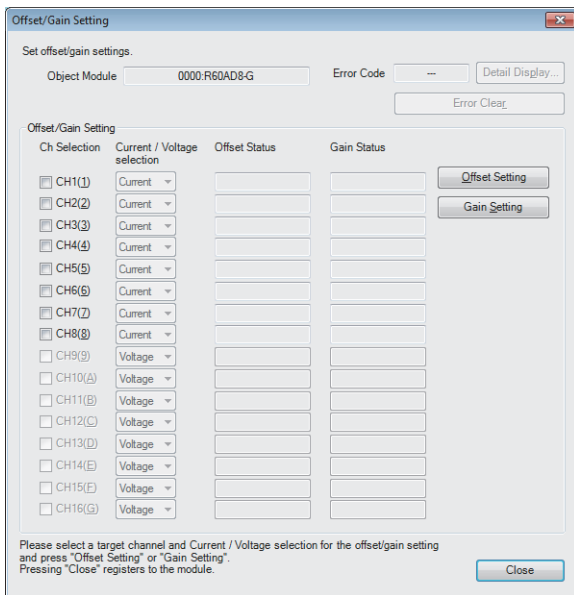 Offset/Gain Setting
Set offset/gain settings.
Object Module 0000:R60AD8-G Error Code --- Detail Display...
Error Clear
Offset/Gain Setting
Ch Selection Current / Voltage selection Offset Status Gain Status
CH1(1) Current Offset Setting
CH2(2) Current Gain Setting
CH3(3) Current
CH4(4) Current
CH5(5) Current
CH6(6) Current
CH7(7) Current
CH8(8) Current
CH9(9) Voltage
CH10(A) Voltage
CH11(B) Voltage
CH12(C) Voltage
CH13(D) Voltage
CH14(E) Voltage
CH15(F) Voltage
CH16(G) Voltage
Please select a target channel and Current / Voltage selection for the offset/gain setting
and press "Offset Setting" or "Gain Setting".
Pressing "Close" registers to the module.
Close